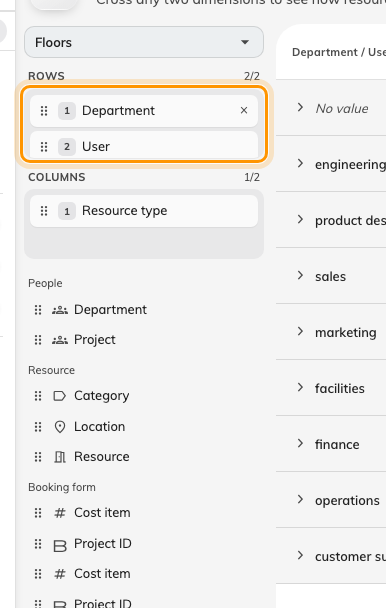 Cross any two dimensions to see how
Floors
ROWS 2/2
1 Department ×
2 User
COLUMNS 1/2
1 Resource type
People
Department
Project
Resource
Category
Location
Resource
Booking form
# Cost item
Project ID
# Cost item
Project ID
Department / Use
No value
engineering
product des
sales
marketing
facilities
finance
operations
customer su